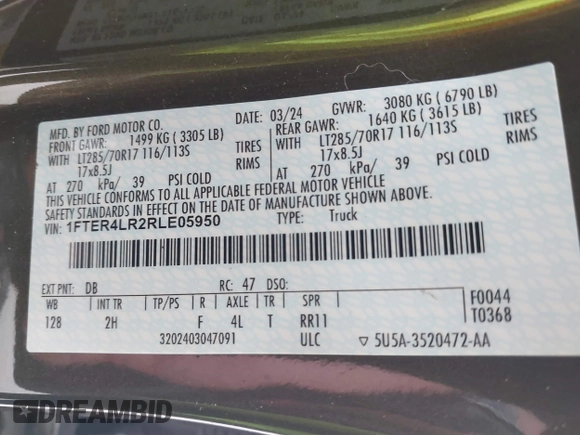 MFD. BY FORD MOTOR CO.
03/24 GVWR: 3080 KG ( 6790 LB)
FRONT GAWR: 1499 KG ( 3305 LB)
REAR GAWR: 1640 KG ( 3615 LB)
WITH LT285/70R17 116/113S TIRES
WITH LT285/70R17 116/113S TIRES
17x8.5J RIMS
17x8.5J RIMS
AT 270 kPa/ 39 PSI COLD
AT 270 kPa/ 39 PSI COLD
THIS VEHICLE CONFORMS TO ALL APPLICABLE FEDERAL MOTOR VEHICLE
SAFETY STANDARDS IN EFFECT ON THE DATE OF MANUFACTURE SHOWN ABOVE.
VIN: 1FTER4LR2RLE05950 TYPE: Truck
EXT PNT: DB RC: 47 DSO:
WB INT TR TP/PS R AXLE TR SPR
128 2H F 4L T RR11
F0044
T0368
3202403047091 ULC
5U5A-3520472-AA
DREAMBID